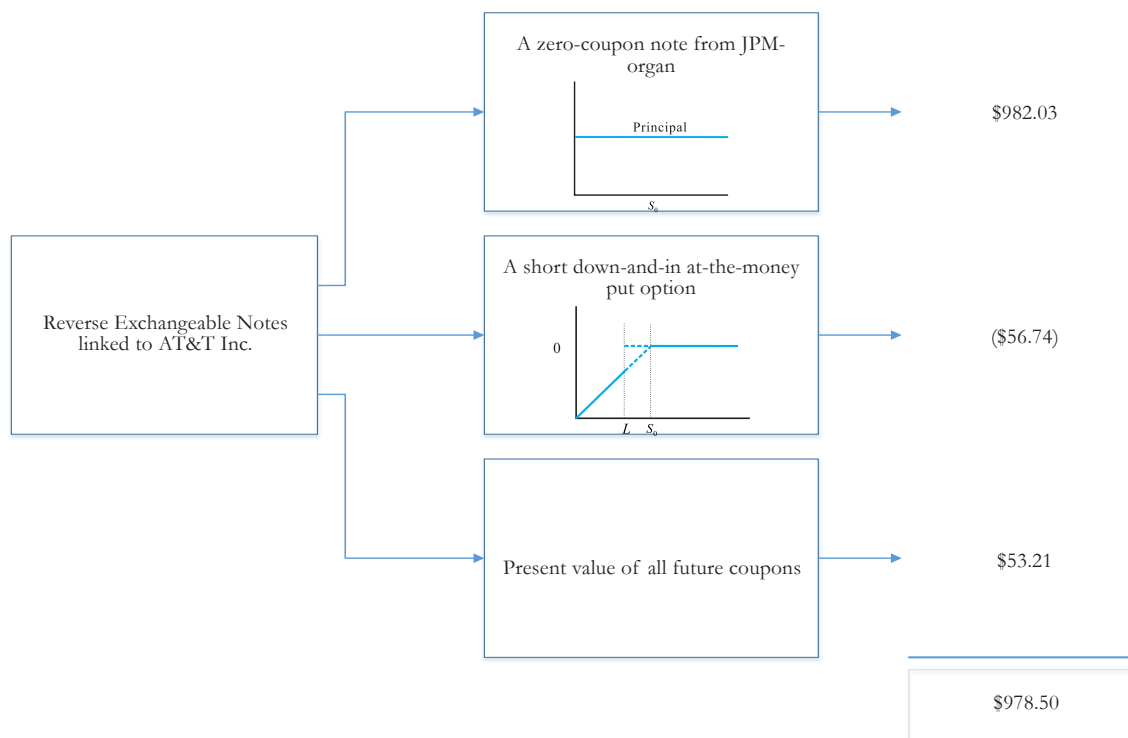 A zero-coupon note from JPM-
organ
Principal
S₀
$982.03
Reverse Exchangeable Notes
linked to AT&T Inc.
A short down-and-in at-the-money
put option
0
L S₀
($56.74)
Present value of all future coupons
$53.21
$978.50